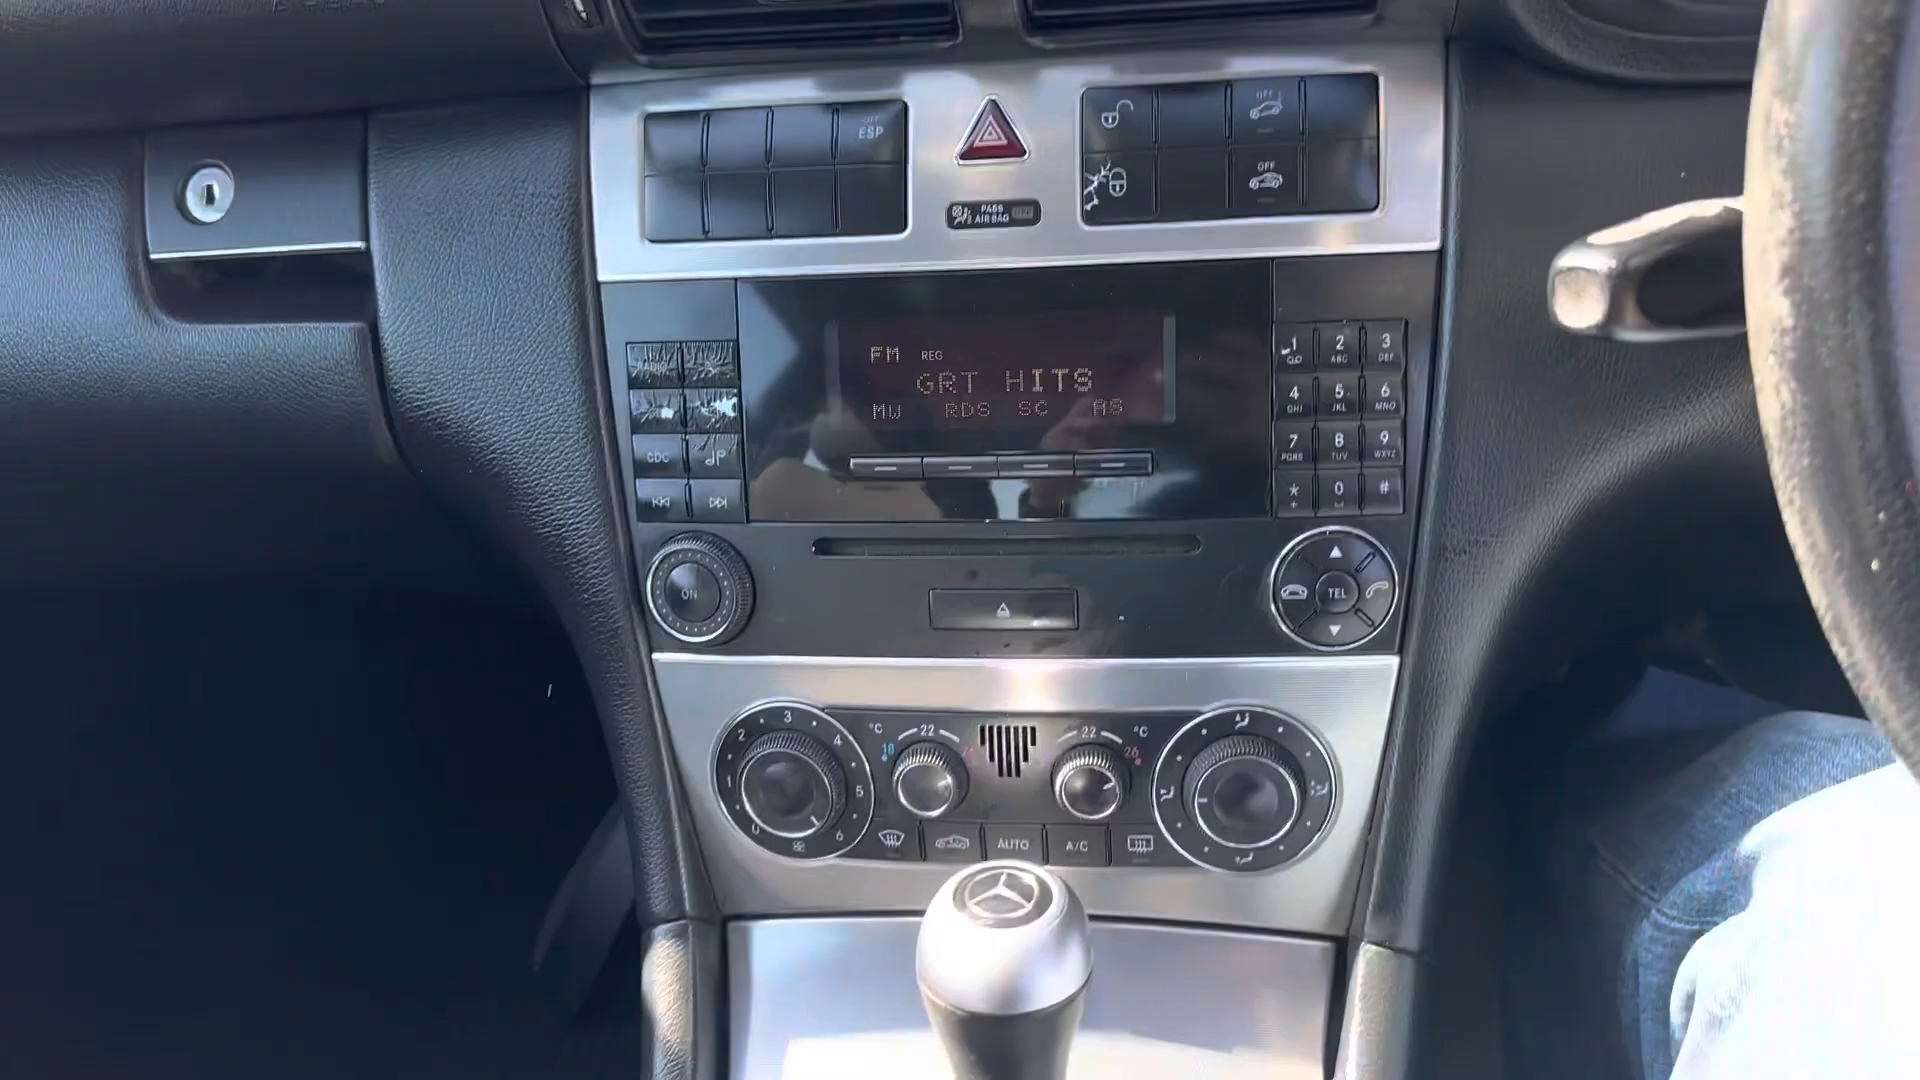 OFF
ESP
OFF
OFF
PASS
AIR BAG OFF
RADIO
FM REG
GRT HITS
MW RDS SC AS
CDC
1 2 3
ABC DEF
4 5 6
GHI JKL MNO
7 8 9
PQRS TUV WXYZ
* 0 #
+
ON
TEL
0 1 2 3 4 5 6
°C 22
18
22 °C
26
AUTO A/C